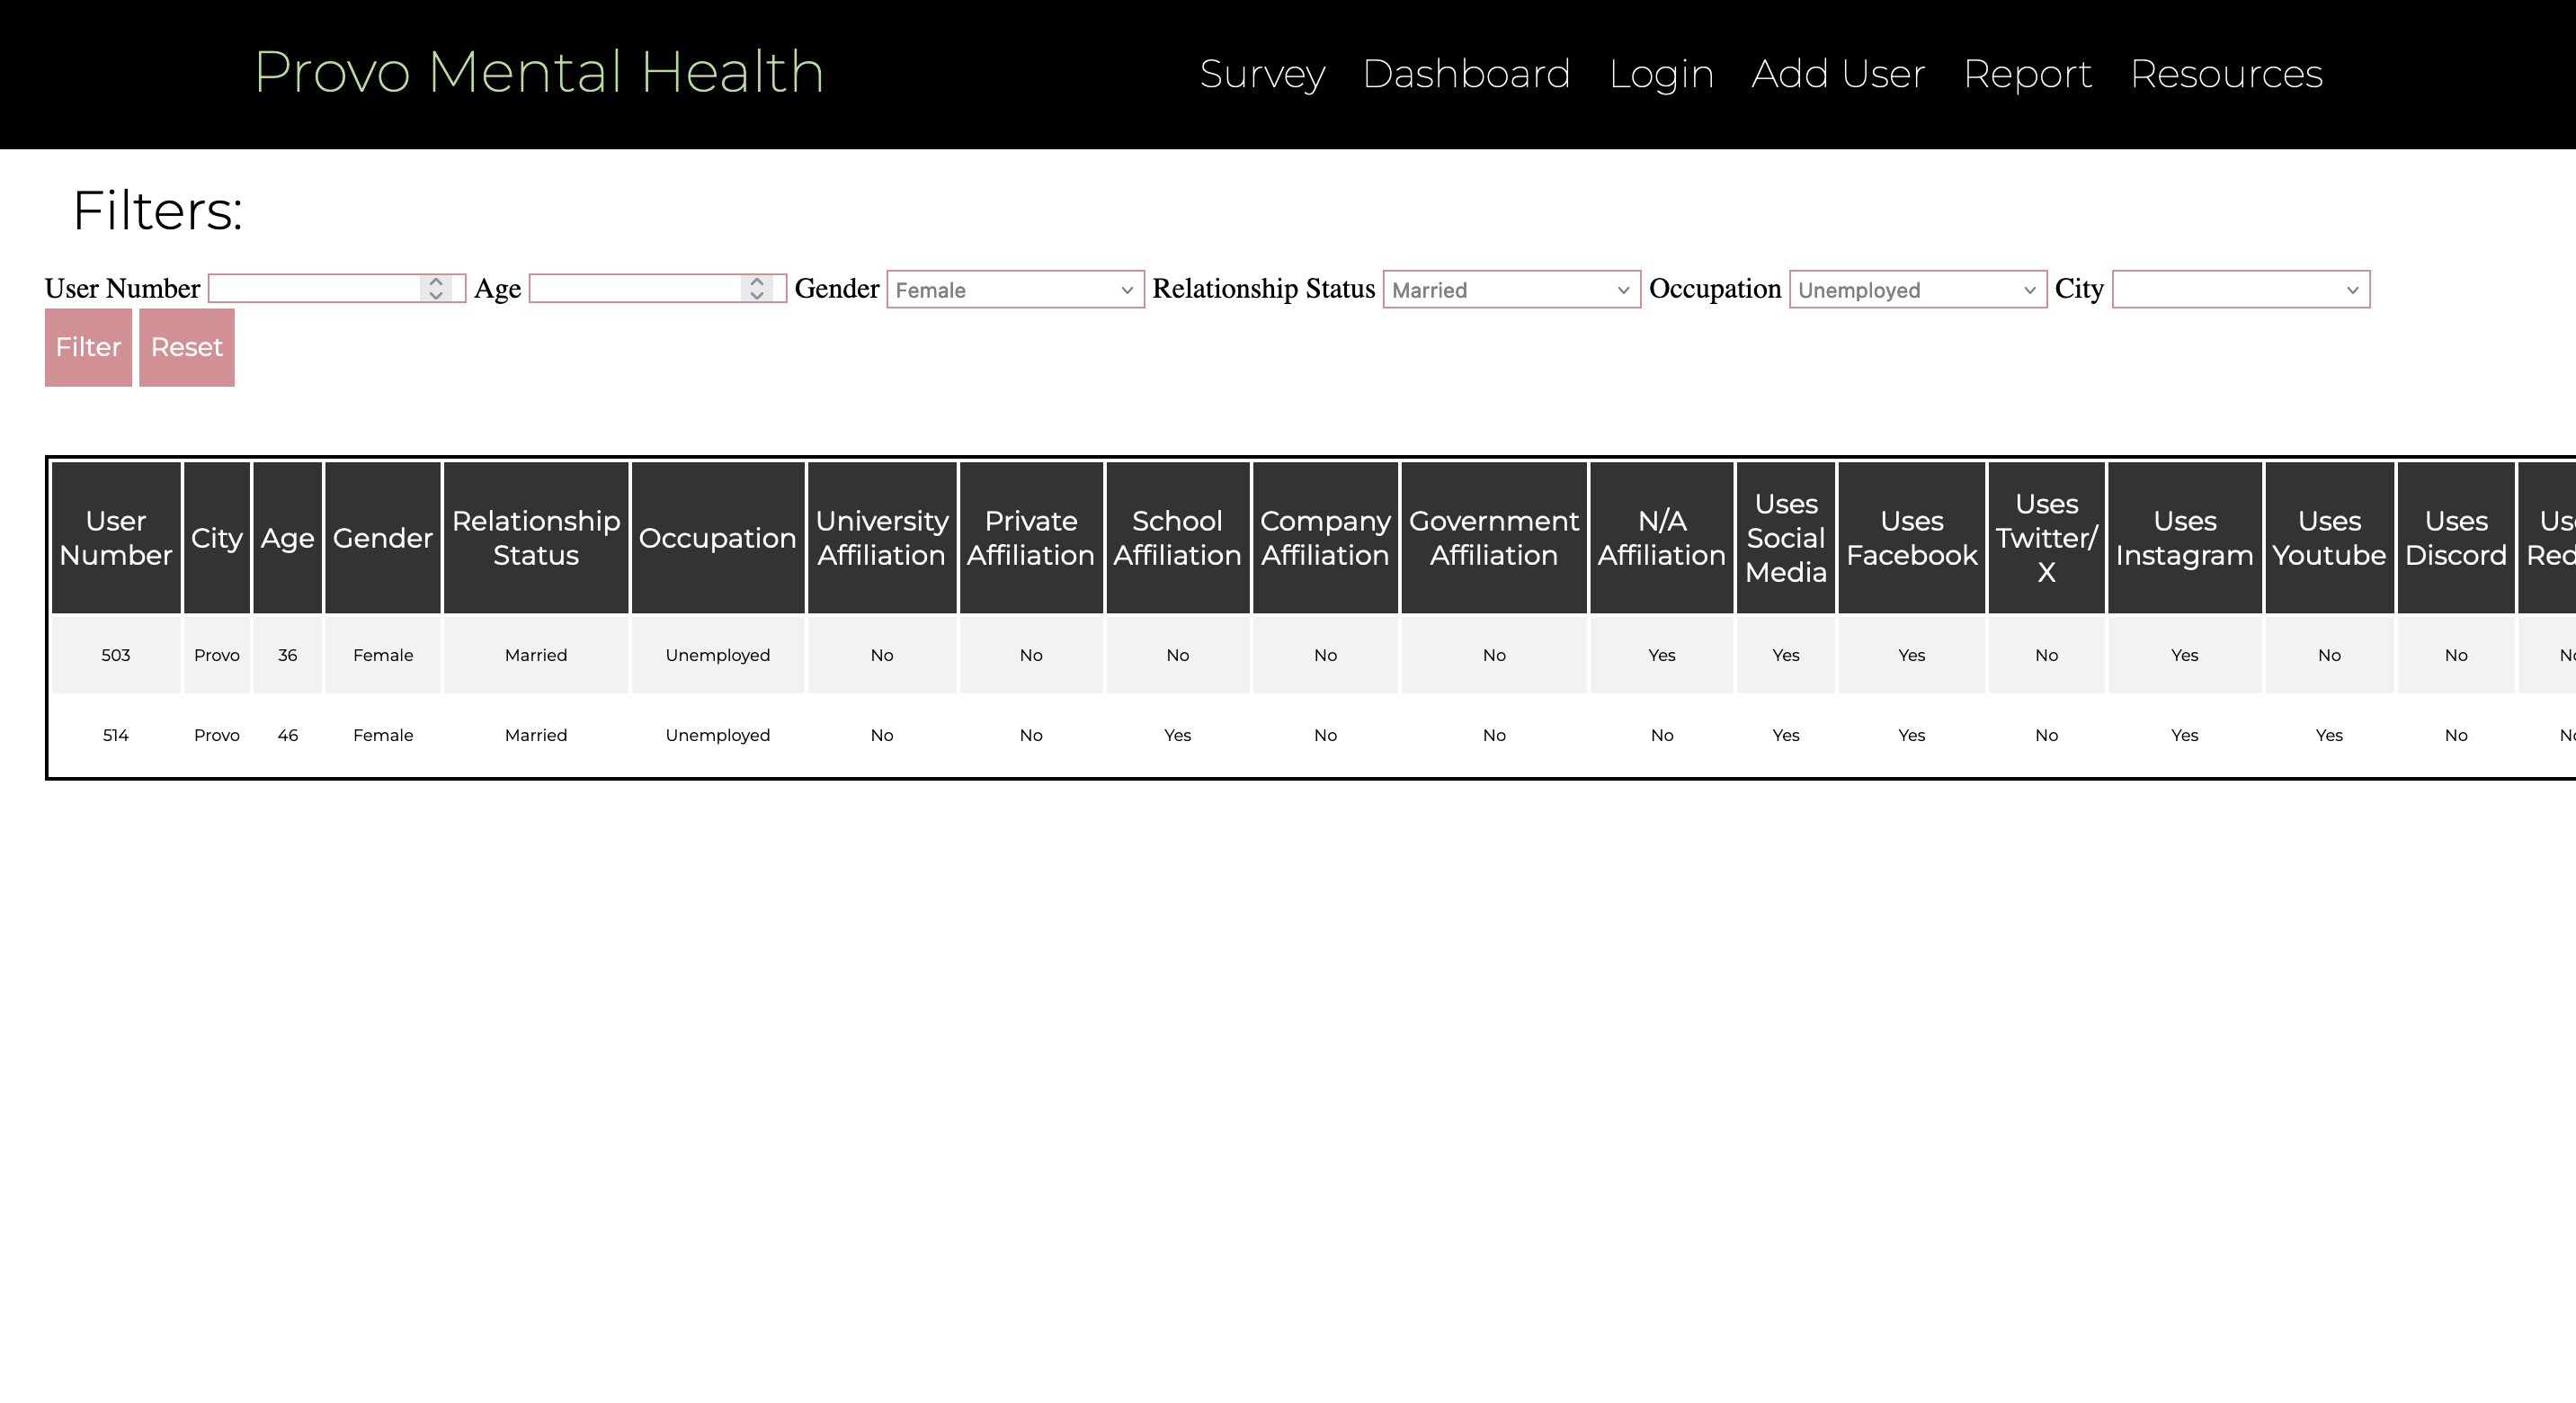 Provo Mental Health Survey Dashboard Login Add User Report Resources
Filters:
User Number Age Gender Female Relationship Status Married Occupation Unemployed City
Filter Reset
User Number City Age Gender Relationship Status Occupation University Affiliation Private Affiliation School Affiliation Company Affiliation Government Affiliation N/A Affiliation Uses Social Media Uses Facebook Uses Twitter/X Uses Instagram Uses Youtube Uses Discord
503 Provo 36 Female Married Unemployed No No No No No Yes Yes Yes No Yes No No
514 Provo 46 Female Married Unemployed No No Yes No No No Yes Yes No Yes Yes No